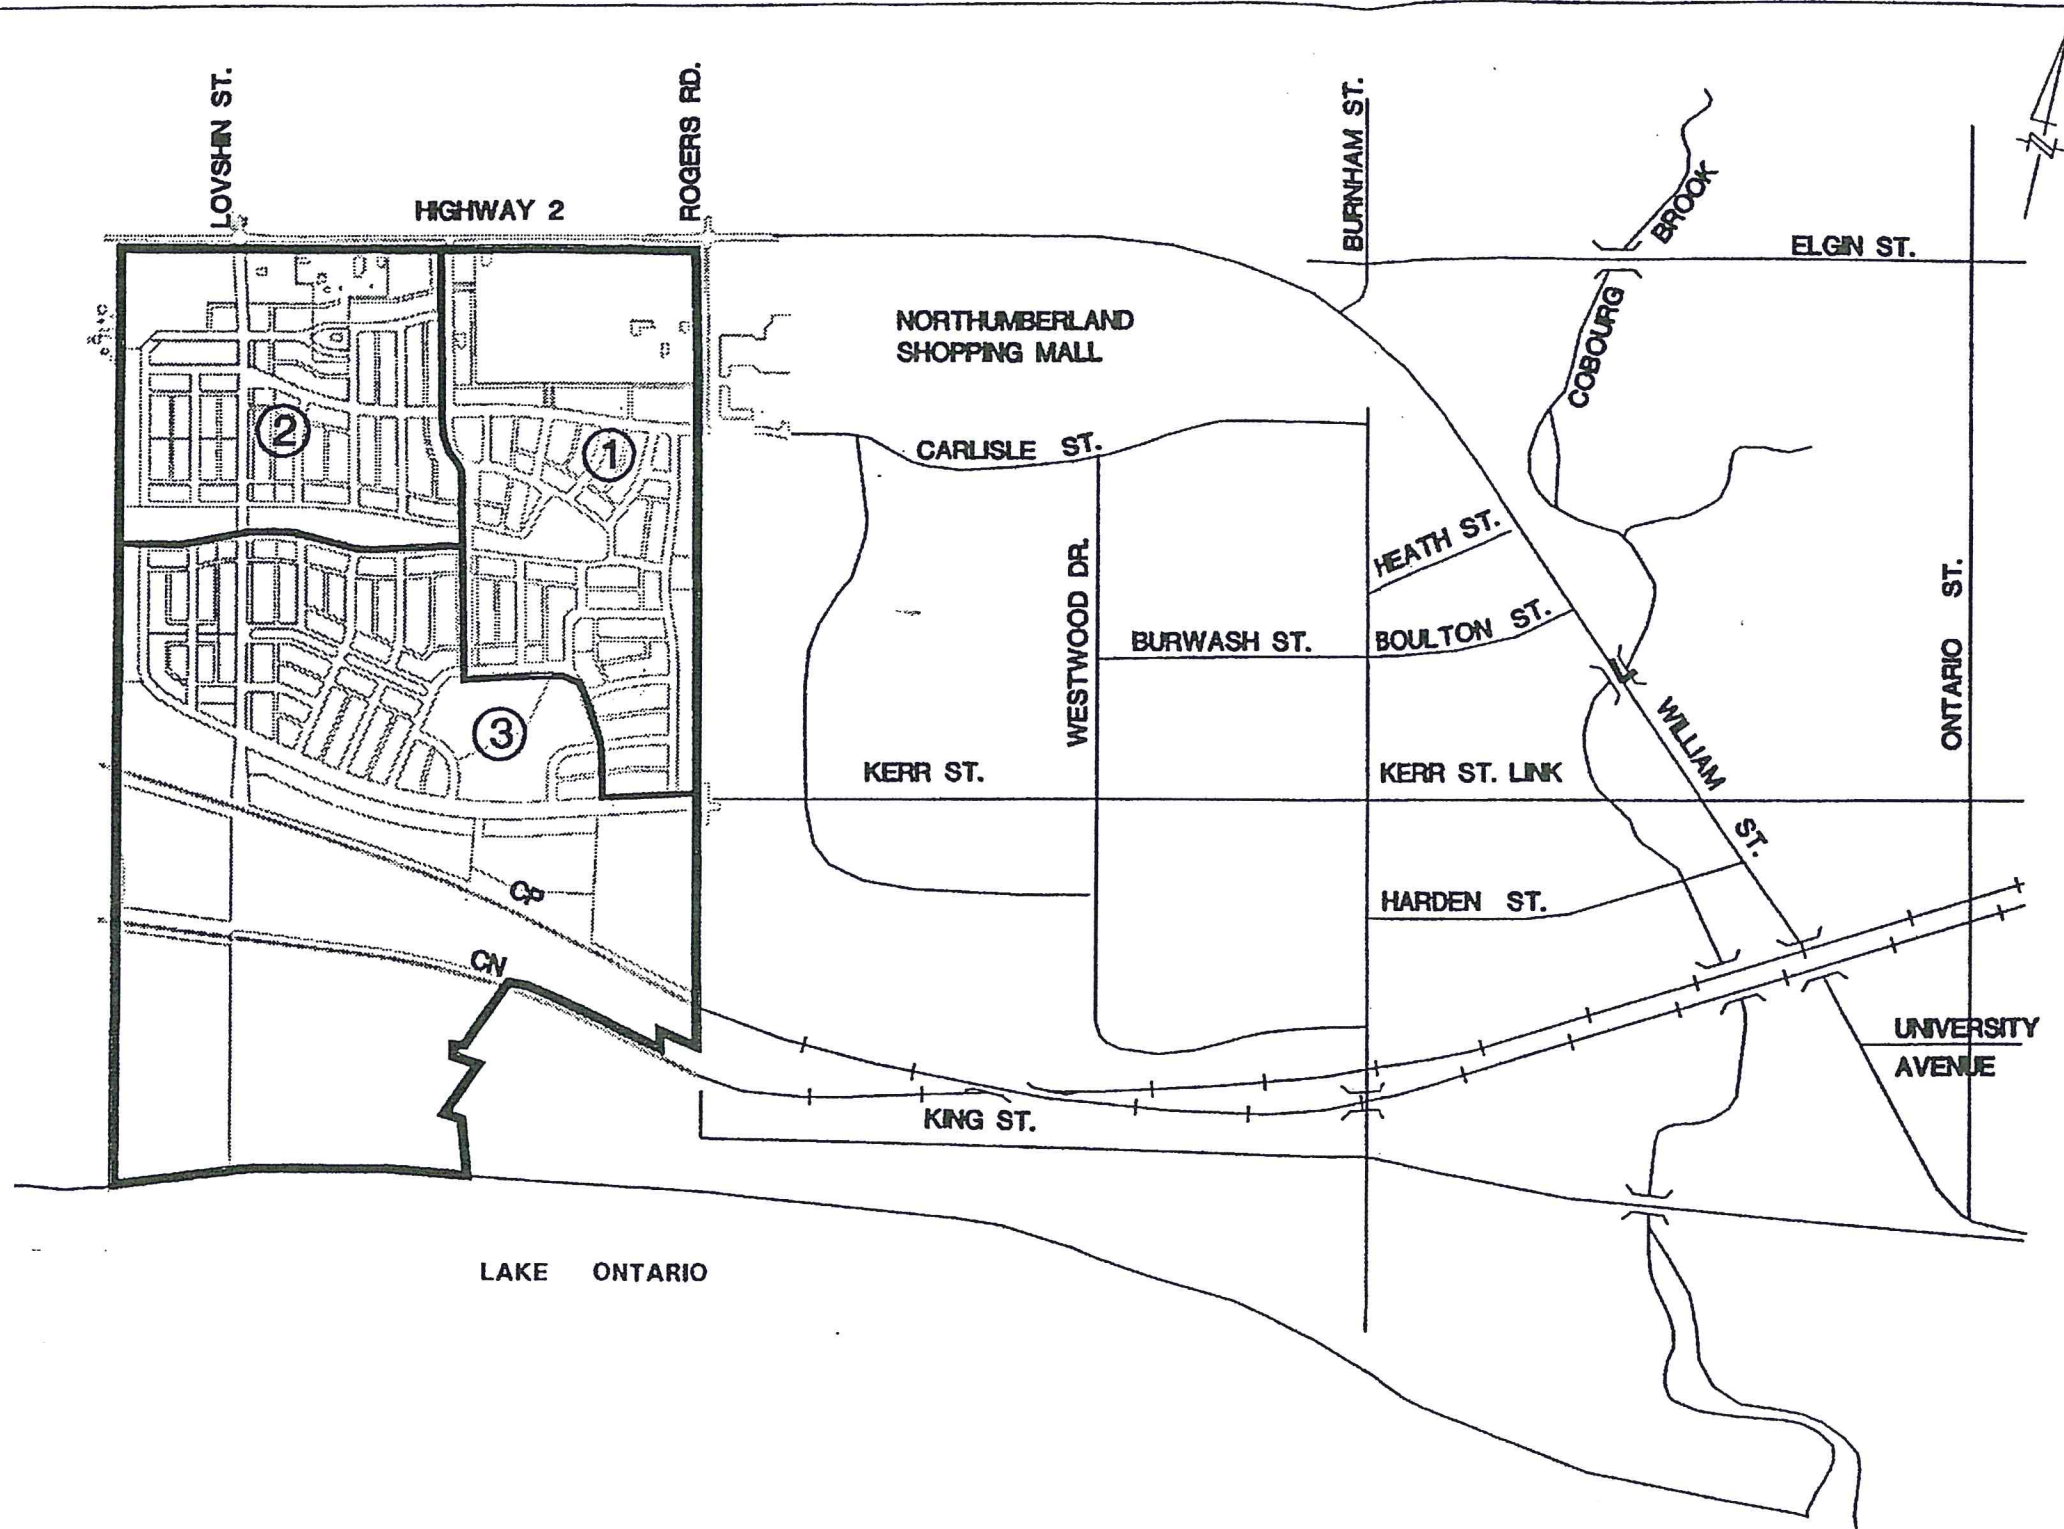 LOVSHIN ST.
ROGERS RD.
BURNHAM ST.
HIGHWAY 2
BROOK
ELGIN ST.
N
COBOURG
NORTHUMBERLAND
SHOPPING MALL
2
1
CARLISLE ST.
HEATH ST.
WESTWOOD DR.
BURWASH ST.
BOULTON ST.
ONTARIO ST.
WILLIAM ST.
3
KERR ST.
KERR ST. LINK
CP
HARDEN ST.
CN
UNIVERSITY
AVENUE
KING ST.
LAKE ONTARIO